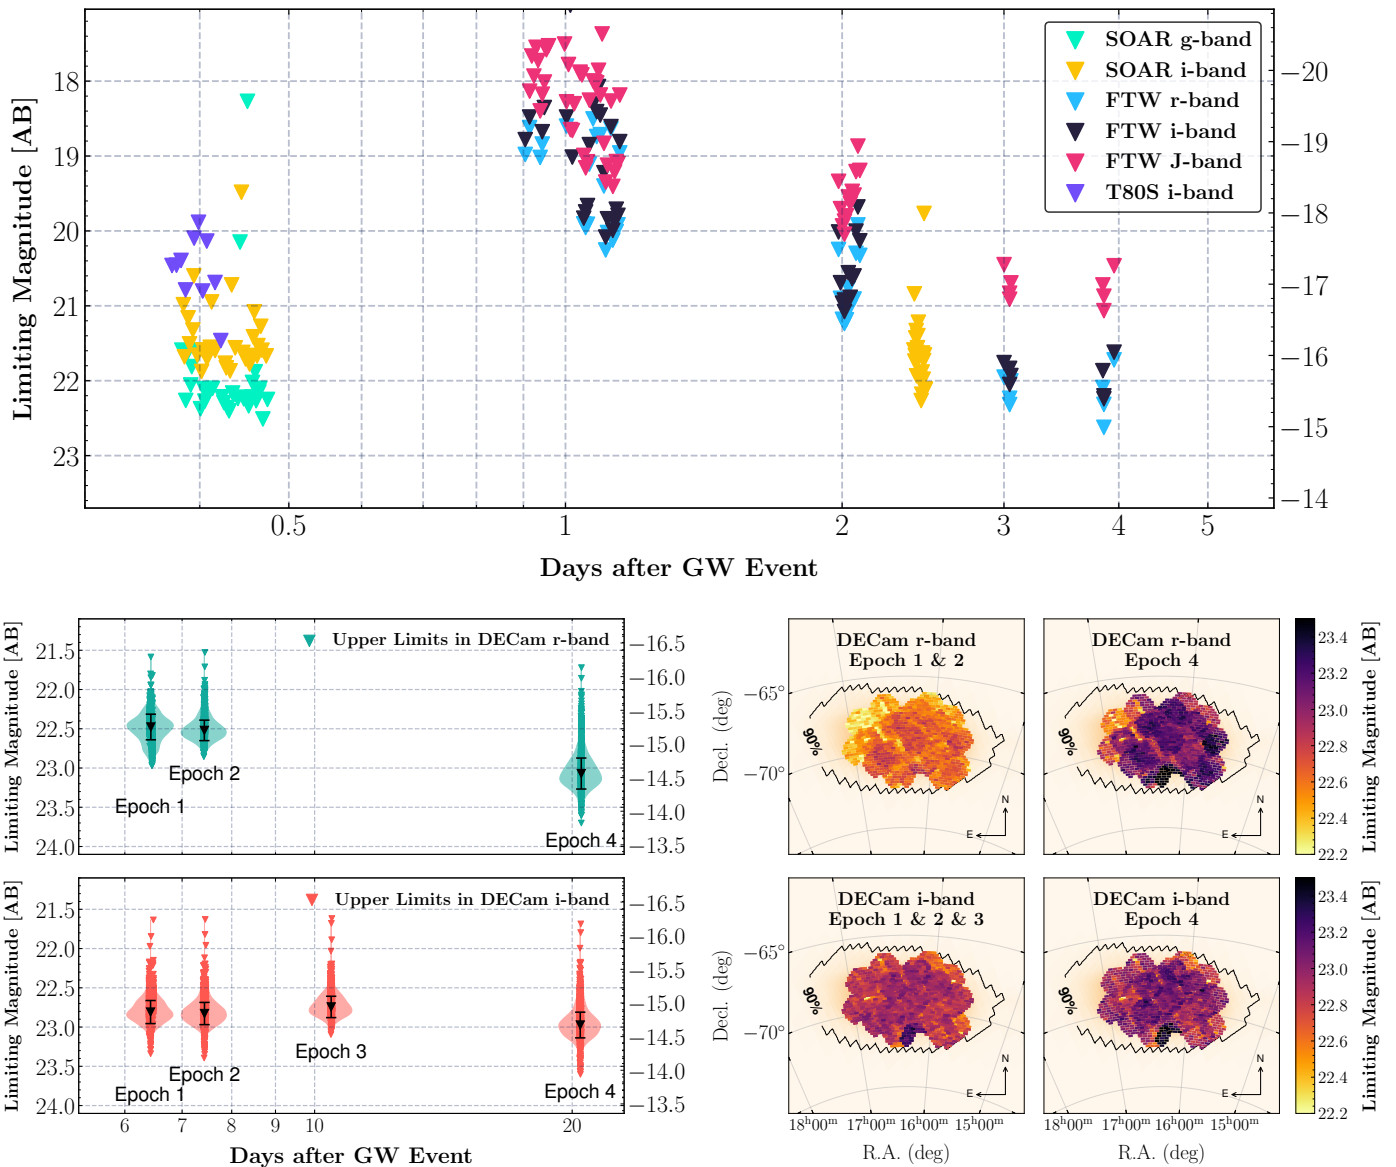 Limiting Magnitude [AB]
18
19
20
21
22
23
−20
−19
−18
−17
−16
−15
−14
SOAR g-band
SOAR i-band
FTW r-band
FTW i-band
FTW J-band
T80S i-band
0.5
1
2
3
4
5
Days after GW Event
Limiting Magnitude [AB]
21.5
22.0
22.5
23.0
23.5
24.0
Upper Limits in DECam r-band
Epoch 1
Epoch 2
Epoch 4
−16.5
−15.5
−15.0
−14.5
−14.0
−13.5
Limiting Magnitude [AB]
21.5
22.0
22.5
23.0
23.5
24.0
Upper Limits in DECam i-band
Epoch 1
Epoch 2
Epoch 3
Epoch 4
−16.5
−16.0
−15.5
−15.0
−14.5
−14.0
−13.5
6
7
8
9
10
20
Days after GW Event
Decl. (deg)
−65°
−70°
DECam r-band
Epoch 1 & 2
90%
N
E
DECam r-band
Epoch 4
90%
N
E
23.4
23.2
23.0
22.8
22.6
22.4
22.2
Limiting Magnitude [AB]
Decl. (deg)
−65°
−70°
DECam i-band
Epoch 1 & 2 & 3
90%
N
E
DECam i-band
Epoch 4
90%
N
E
23.4
23.2
23.0
22.8
22.6
22.4
22.2
Limiting Magnitude [AB]
18h00m 17h00m 16h00m 15h00m
R.A. (deg)
18h00m 17h00m 16h00m 15h00m
R.A. (deg)